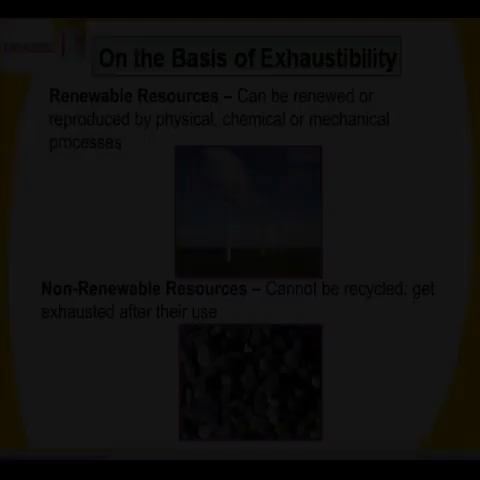 On the Basis of Exhaustibility
Renewable Resources – Can be renewed or
reproduced by physical, chemical or mechanical
processes
Non-Renewable Resources – Cannot be recycled, get
exhausted after their use